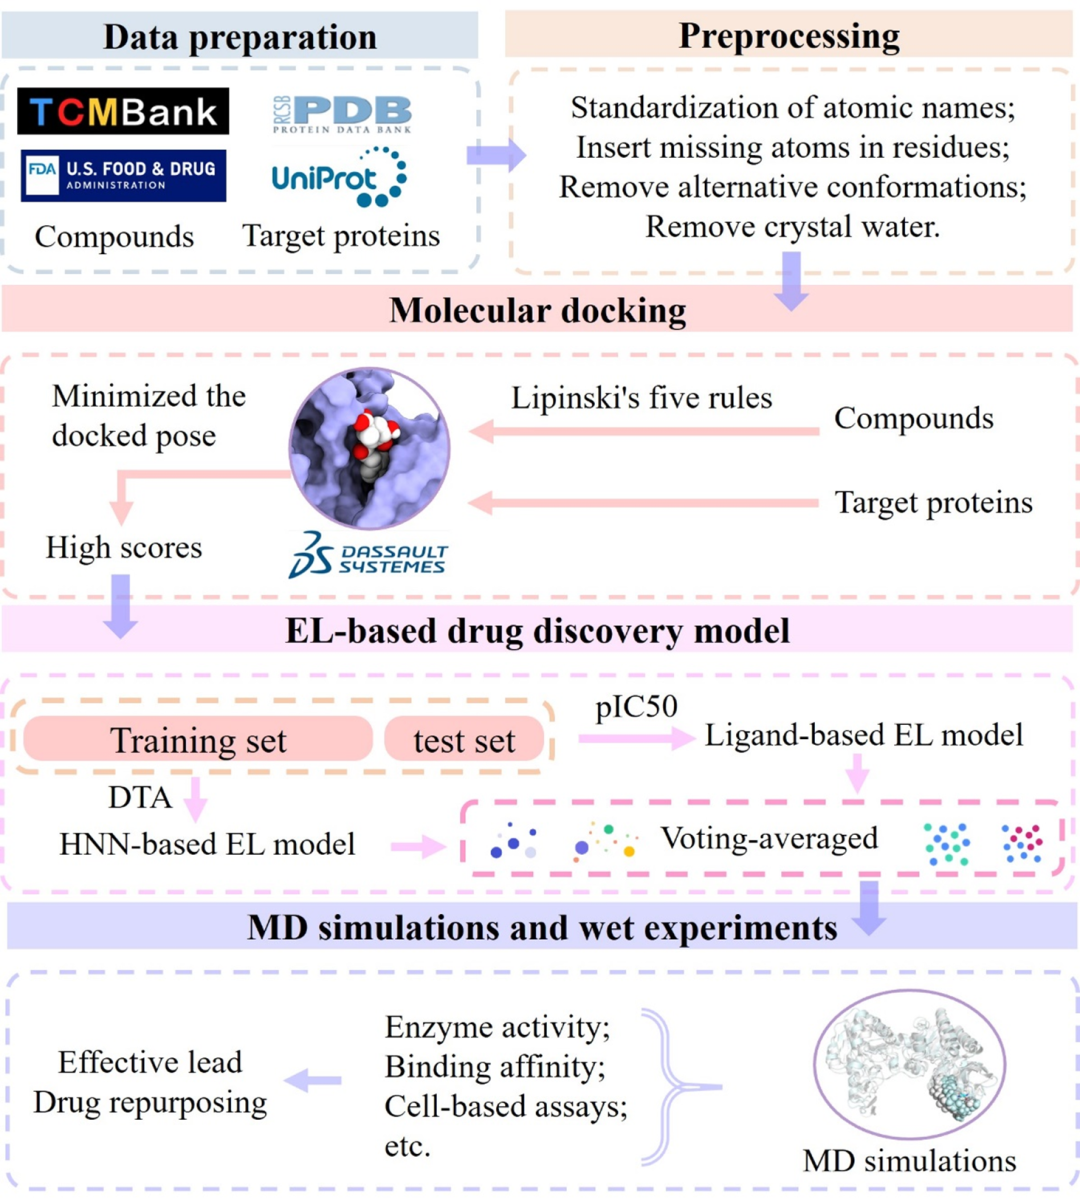 Data preparation
TCMBank
RCSB PDB
PROTEIN DATA BANK
FDA U.S. FOOD & DRUG
ADMINISTRATION
UniProt
Compounds
Target proteins
Preprocessing
Standardization of atomic names;
Insert missing atoms in residues;
Remove alternative conformations;
Remove crystal water.
Molecular docking
Minimized the
docked pose
High scores
DS DASSAULT
SYSTEMES
Lipinski's five rules
Compounds
Target proteins
EL-based drug discovery model
Training set
test set
pIC50
Ligand-based EL model
DTA
HNN-based EL model
Voting-averaged
MD simulations and wet experiments
Effective lead
Drug repurposing
Enzyme activity;
Binding affinity;
Cell-based assays;
etc.
MD simulations